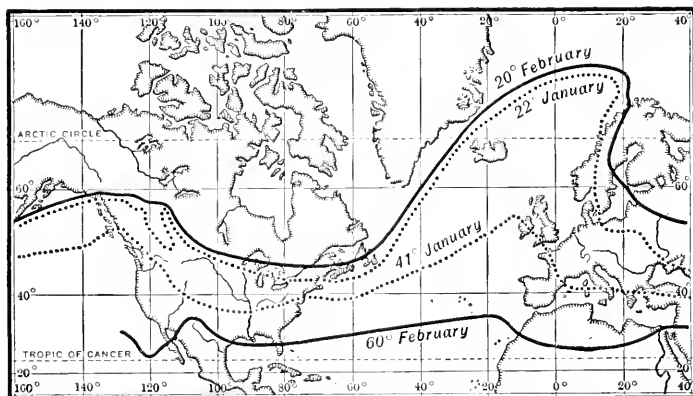 160° 140° 120° 100° 80° 60° 40° 20° 0° 20° 40
20° February
22° January
ARCTIC CIRCLE
60° 60°
41° January
40° 40°
60° February
TROPIC OF CANCER
20° 20°
160° 140° 120° 100° 80° 60° 40° 20° 0° 20° 40°